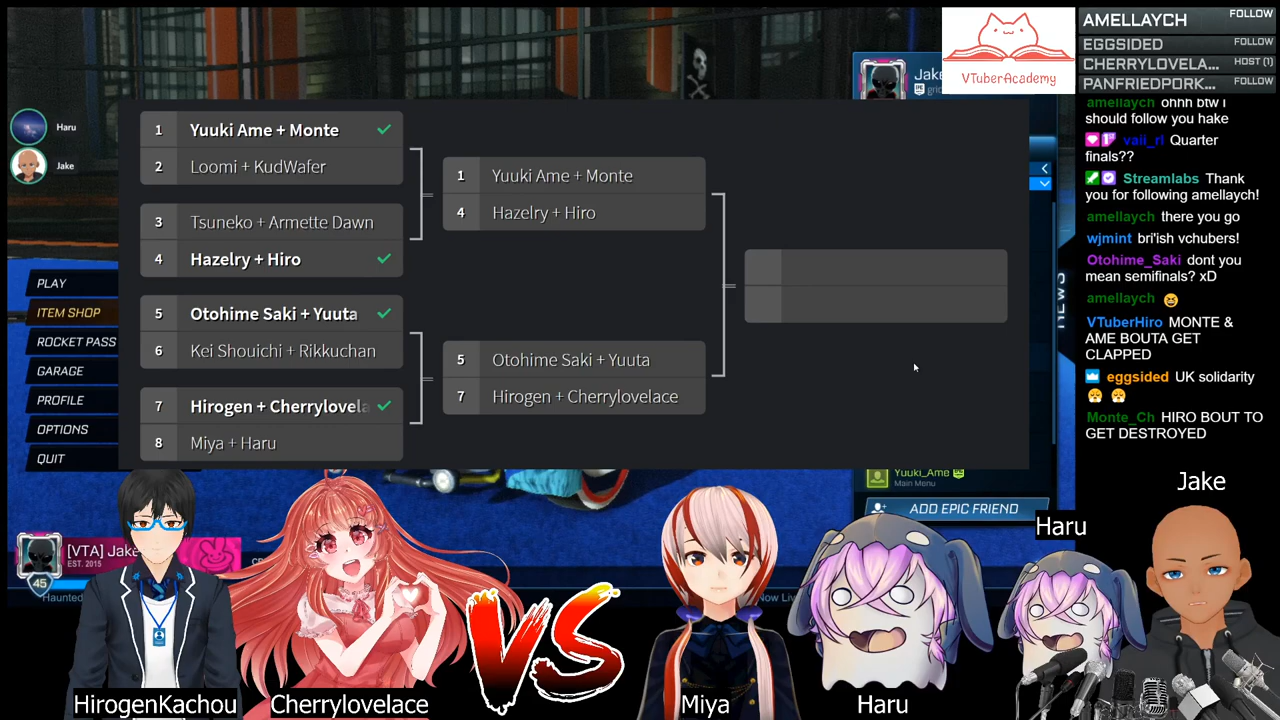 VTuberAcademy
AMELLAYCH FOLLOW
EGGSIDED FOLLOW
CHERRYLOVELA... HOST (1)
PANFRIEDPORK... FOLLOW
Haru
Jake
1 Yuuki Ame + Monte
2 Loomi + KudWafer
3 Tsuneko + Armette Dawn
4 Hazelry + Hiro
5 Otohime Saki + Yuuta
6 Kei Shouichi + Rikkuchan
7 Hirogen + Cherrylovela
8 Miya + Haru
1 Yuuki Ame + Monte
4 Hazelry + Hiro
5 Otohime Saki + Yuuta
7 Hirogen + Cherrylovelace
PLAY
ITEM SHOP
ROCKET PASS
GARAGE
PROFILE
OPTIONS
QUIT
[VTA] Jake
EST. 2015
45
Haunted
Jake
NEWS
Yuuki_Ame
Main Menu
ADD EPIC FRIEND
Now Liv
amellaych ohhh btw i
should follow you hake
vaii_rl Quarter
finals??
Streamlabs Thank
you for following amellaych!
amellaych there you go
wjmint bri'ish vchubers!
Otohime_Saki dont you
mean semifinals? xD
amellaych
VTuberHiro MONTE &
AME BOUTA GET
CLAPPED
eggsided UK solidarity
Monte_Ch HIRO BOUT TO
GET DESTROYED
HirogenKachou
Cherrylovelace
VS
Miya
Haru
Haru
Jake